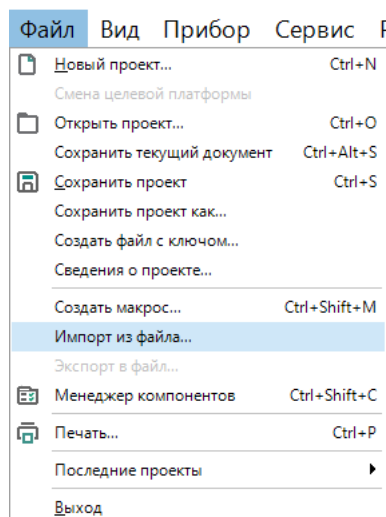 Файл Вид Прибор Сервис
Новый проект... Ctrl+N
Смена целевой платформы
Открыть проект... Ctrl+O
Сохранить текущий документ Ctrl+Alt+S
Сохранить проект Ctrl+S
Сохранить проект как...
Создать файл с ключом...
Сведения о проекте...
Создать макрос... Ctrl+Shift+M
Импорт из файла...
Экспорт в файл...
Менеджер компонентов Ctrl+Shift+C
Печать... Ctrl+P
Последние проекты
Выход